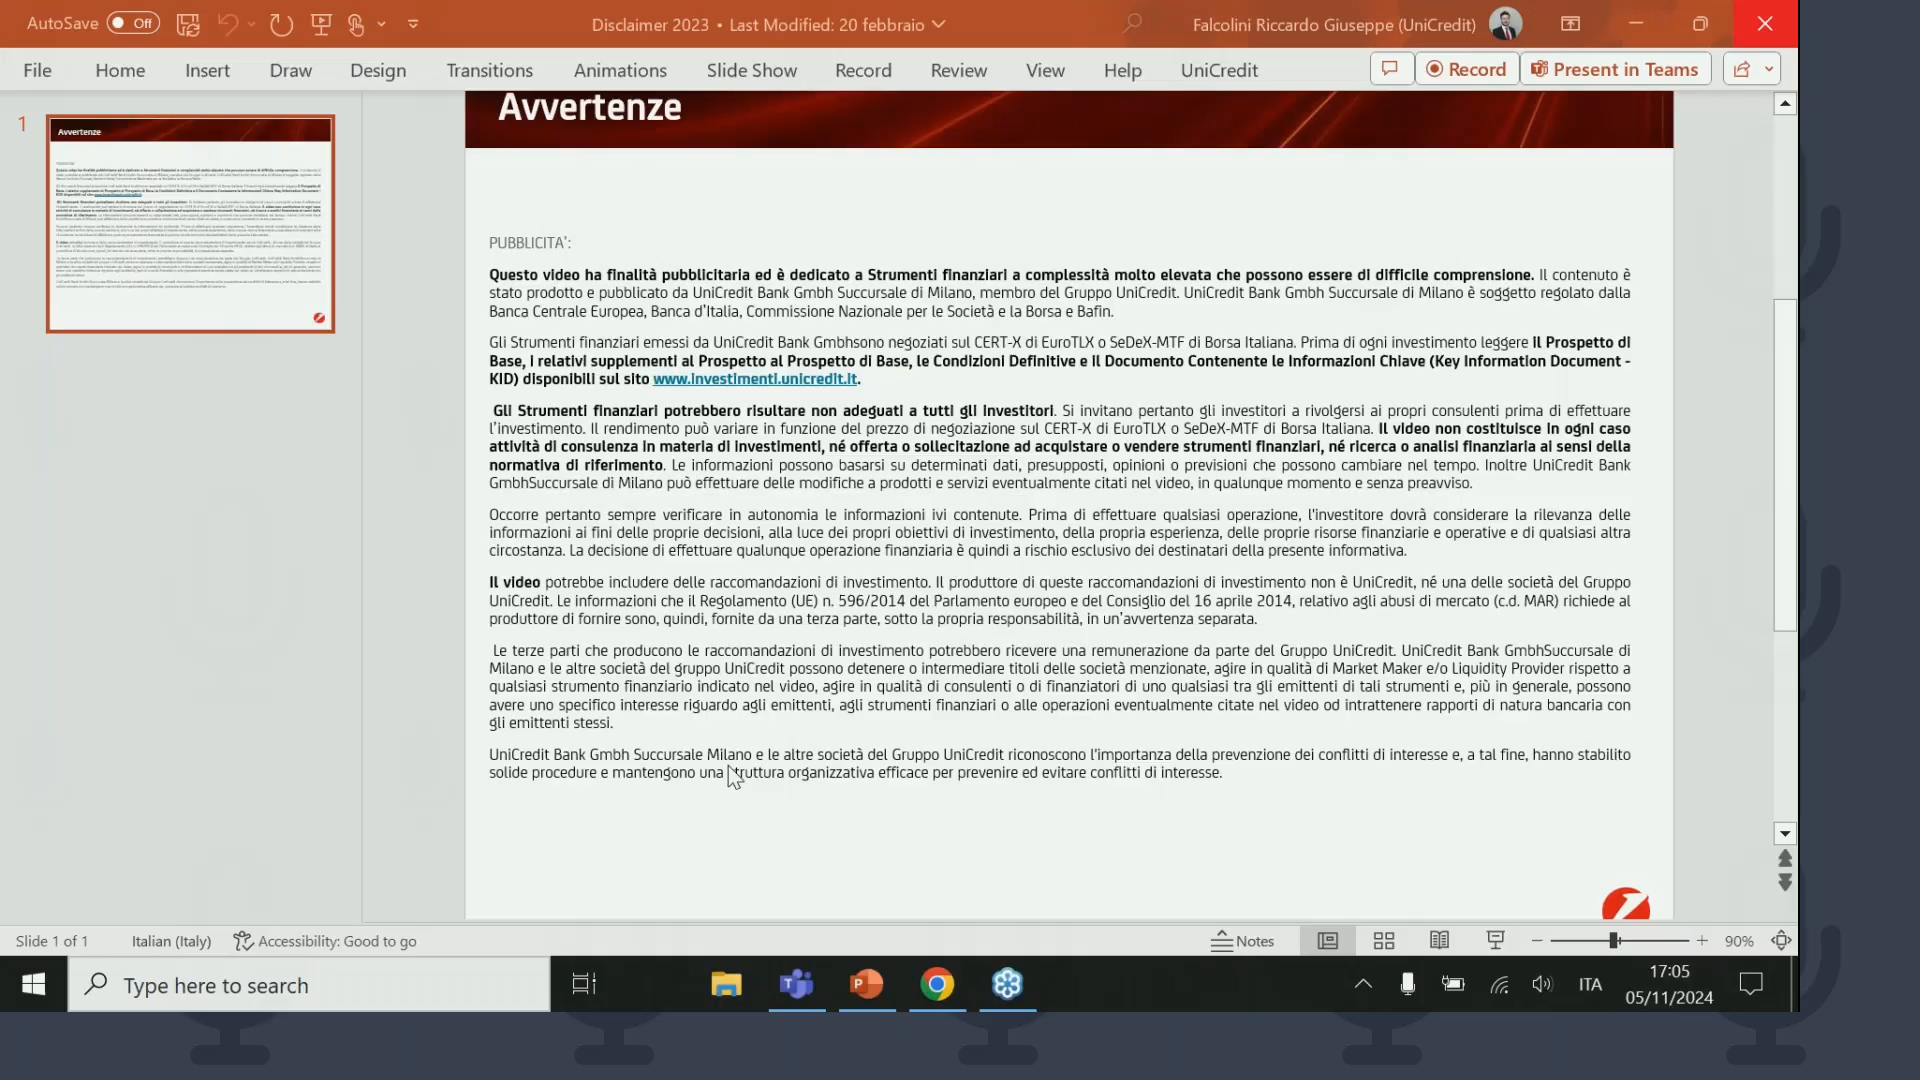 AutoSave Off
Disclaimer 2023 • Last Modified: 20 febbraio
Falcolini Riccardo Giuseppe (UniCredit)
File Home Insert Draw Design Transitions Animations Slide Show Record Review View Help UniCredit
Record Present in Teams
1
Avvertenze
Avvertenze
PUBBLICITA':
Questo video ha finalità pubblicitaria ed è dedicato a Strumenti finanziari a complessità molto elevata che possono essere di difficile comprensione. Il contenuto è
stato prodotto e pubblicato da UniCredit Bank Gmbh Succursale di Milano, membro del Gruppo UniCredit. UniCredit Bank Gmbh Succursale di Milano è soggetto regolato dalla
Banca Centrale Europea, Banca d'Italia, Commissione Nazionale per le Società e la Borsa e Bafin.
Gli Strumenti finanziari emessi da UniCredit Bank Gmbhsono negoziati sul CERT-X di EuroTLX o SeDeX-MTF di Borsa Italiana. Prima di ogni investimento leggere il Prospetto di
Base, i relativi supplementi al Prospetto al Prospetto di Base, le Condizioni Definitive e il Documento Contenente le Informazioni Chiave (Key Information Document -
KID) disponibili sul sito www.investimenti.unicredit.it.
Gli Strumenti finanziari potrebbero risultare non adeguati a tutti gli investitori. Si invitano pertanto gli investitori a rivolgersi ai propri consulenti prima di effettuare
l'investimento. Il rendimento può variare in funzione del prezzo di negoziazione sul CERT-X di EuroTLX o SeDeX-MTF di Borsa Italiana. Il video non costituisce in ogni caso
attività di consulenza in materia di investimenti, né offerta o sollecitazione ad acquistare o vendere strumenti finanziari, né ricerca o analisi finanziaria ai sensi della
normativa di riferimento. Le informazioni possono basarsi su determinati dati, presupposti, opinioni o previsioni che possono cambiare nel tempo. Inoltre UniCredit Bank
GmbhSuccursale di Milano può effettuare delle modifiche a prodotti e servizi eventualmente citati nel video, in qualunque momento e senza preavviso.
Occorre pertanto sempre verificare in autonomia le informazioni ivi contenute. Prima di effettuare qualsiasi operazione, l'investitore dovrà considerare la rilevanza delle
informazioni ai fini delle proprie decisioni, alla luce dei propri obiettivi di investimento, della propria esperienza, delle proprie risorse finanziarie e operative e di qualsiasi altra
circostanza. La decisione di effettuare qualunque operazione finanziaria è quindi a rischio esclusivo dei destinatari della presente informativa.
Il video potrebbe includere delle raccomandazioni di investimento. Il produttore di queste raccomandazioni di investimento non è UniCredit, né una delle società del Gruppo
UniCredit. Le informazioni che il Regolamento (UE) n. 596/2014 del Parlamento europeo e del Consiglio del 16 aprile 2014, relativo agli abusi di mercato (c.d. MAR) richiede al
produttore di fornire sono, quindi, fornite da una terza parte, sotto la propria responsabilità, in un'avvertenza separata.
Le terze parti che producono le raccomandazioni di investimento potrebbero ricevere una remunerazione da parte del Gruppo UniCredit. UniCredit Bank GmbhSuccursale di
Milano e le altre società del gruppo UniCredit possono detenere o intermediare titoli delle società menzionate, agire in qualità di Market Maker e/o Liquidity Provider rispetto a
qualsiasi strumento finanziario indicato nel video, agire in qualità di consulenti o di finanziatori di uno qualsiasi tra gli emittenti di tali strumenti e, più in generale, possono
avere uno specifico interesse riguardo agli emittenti, agli strumenti finanziari o alle operazioni eventualmente citate nel video od intrattenere rapporti di natura bancaria con
gli emittenti stessi.
UniCredit Bank Gmbh Succursale Milano e le altre società del Gruppo UniCredit riconoscono l'importanza della prevenzione dei conflitti di interesse e, a tal fine, hanno stabilito
solide procedure e mantengono una struttura organizzativa efficace per prevenire ed evitare conflitti di interesse.
Slide 1 of 1 Italian (Italy) Accessibility: Good to go Notes 90%
Type here to search
ITA
17:05
05/11/2024